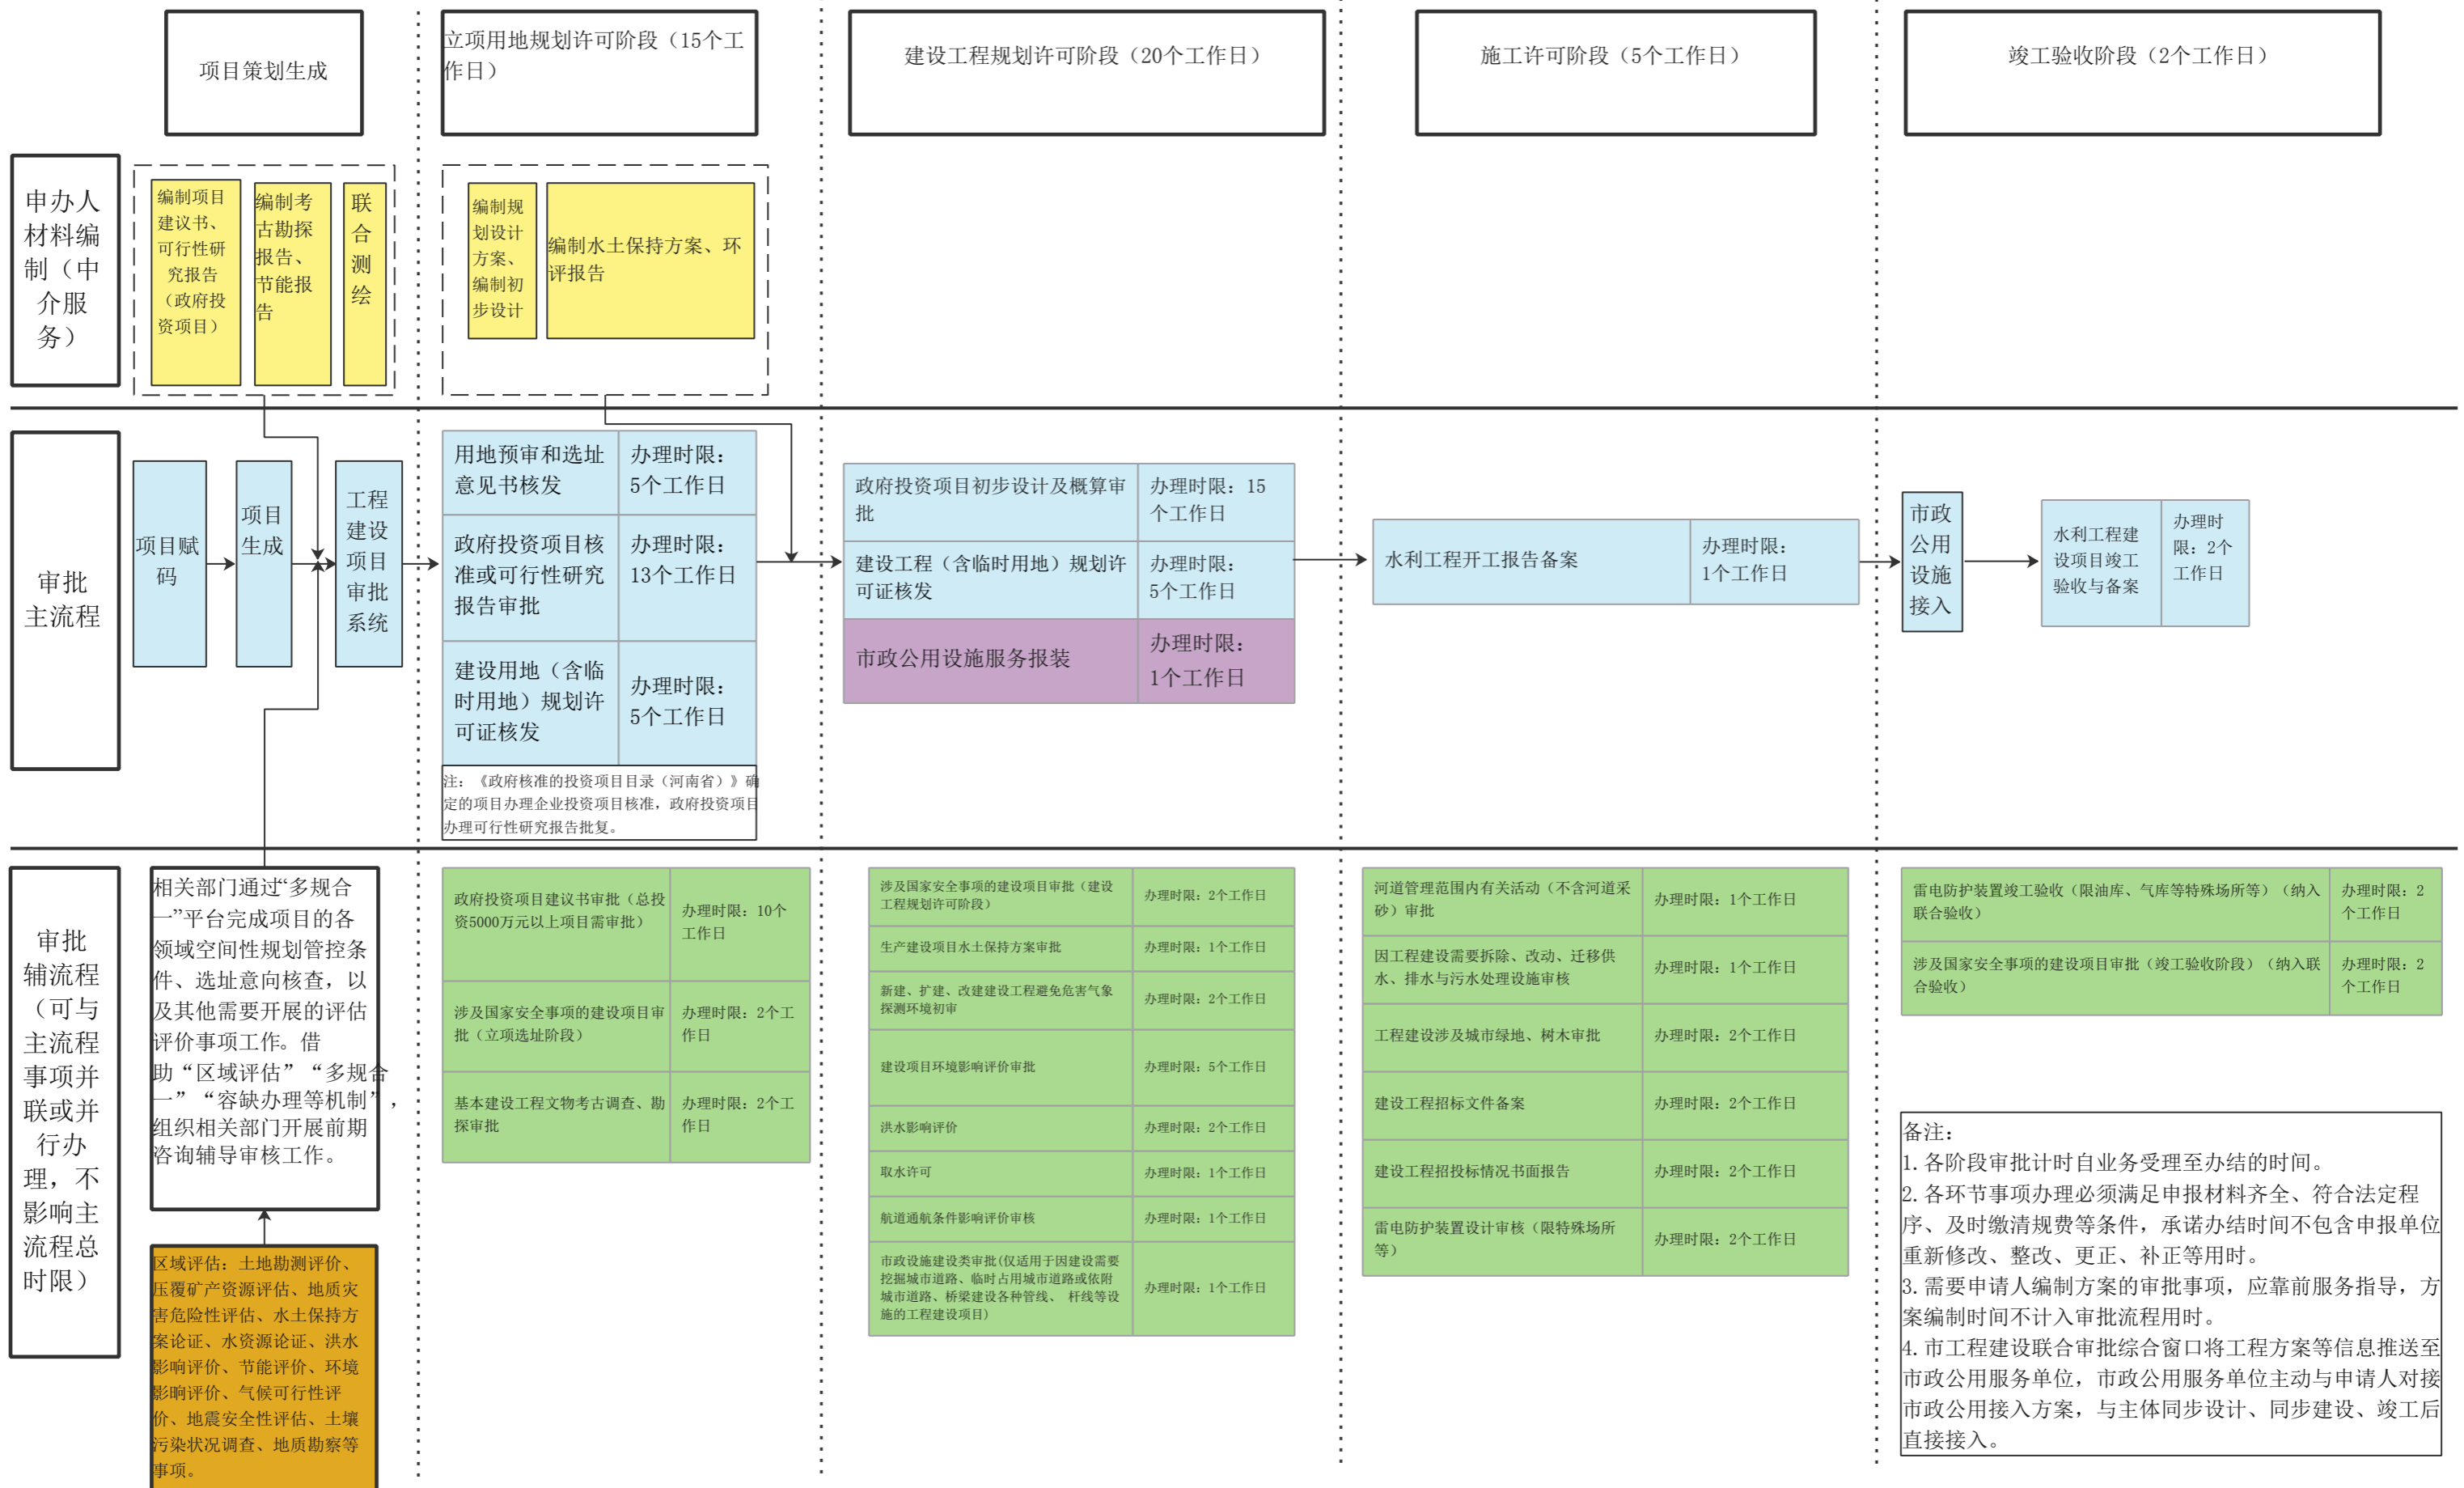 项目策划生成
立项用地规划许可阶段（15个工
作日）
建设工程规划许可阶段（20个工作日）
施工许可阶段（5个工作日）
竣工验收阶段（2个工作日）
申办人
材料编
制（中
介服
务）
编制项目
建议书、
可行性研
究报告
（政府投
资项目）
编制考
古勘探
报告、
节能报
告
联
合
测
绘
编制规
划设计
方案、
编制初
步设计
编制水土保持方案、环
评报告
审批
主流程
项目赋
码
项目
生成
工程
建设
项目
审批
系统
用地预审和选址
意见书核发
办理时限：
5个工作日
政府投资项目核
准或可行性研究
报告审批
办理时限：
13个工作日
建设用地（含临
时用地）规划许
可证核发
办理时限：
5个工作日
注：《政府核准的投资项目目录（河南省）》确
定的项目办理企业投资项目核准，政府投资项目
办理可行性研究报告批复。
政府投资项目初步设计及概算审
批
办理时限：15
个工作日
建设工程（含临时用地）规划许
可证核发
办理时限：
5个工作日
市政公用设施服务报装
办理时限：
1个工作日
水利工程开工报告备案
办理时限：
1个工作日
市政
公用
设施
接入
水利工程建
设项目竣工
验收与备案
办理时
限：2个
工作日
审批
辅流程
（可与
主流程
事项并
联或并
行办
理，不
影响主
流程总
时限）
相关部门通过“多规合
一”平台完成项目的各
领域空间性规划管控条
件、选址意向核查，以
及其他需要开展的评估
评价事项工作。借
助“区域评估”“多规合
一”“容缺办理等机制”，
组织相关部门开展前期
咨询辅导审核工作。
区域评估：土地勘测评价、
压覆矿产资源评估、地质灾
害危险性评估、水土保持方
案论证、水资源论证、洪水
影响评价、节能评价、环境
影响评价、气候可行性评
价、地震安全性评估、土壤
污染状况调查、地质勘察等
事项。
政府投资项目建议书审批（总投
资5000万元以上项目需审批）
办理时限：10个
工作日
涉及国家安全事项的建设项目审
批（立项选址阶段）
办理时限：2个工
作日
基本建设工程文物考古调查、勘
探审批
办理时限：2个工
作日
涉及国家安全事项的建设项目审批（建设
工程规划许可阶段）
办理时限：2个工作日
生产建设项目水土保持方案审批
办理时限：1个工作日
新建、扩建、改建建设工程避免危害气象
探测环境初审
办理时限：2个工作日
建设项目环境影响评价审批
办理时限：5个工作日
洪水影响评价
办理时限：2个工作日
取水许可
办理时限：1个工作日
航道通航条件影响评价审核
办理时限：1个工作日
市政设施建设类审批(仅适用于因建设需要
挖掘城市道路、临时占用城市道路或依附
城市道路、桥梁建设各种管线、 杆线等设
施的工程建设项目)
办理时限：1个工作日
河道管理范围内有关活动（不含河道采
砂）审批
办理时限：1个工作日
因工程建设需要拆除、改动、迁移供
水、排水与污水处理设施审核
办理时限：1个工作日
工程建设涉及城市绿地、树木审批
办理时限：2个工作日
建设工程招标文件备案
办理时限：2个工作日
建设工程招投标情况书面报告
办理时限：2个工作日
雷电防护装置设计审核（限特殊场所
等）
办理时限：2个工作日
雷电防护装置竣工验收（限油库、气库等特殊场所等）（纳入
联合验收）
办理时限：2
个工作日
涉及国家安全事项的建设项目审批（竣工验收阶段）（纳入联
合验收）
办理时限：2
个工作日
备注：
1.各阶段审批计时自业务受理至办结的时间。
2.各环节事项办理必须满足申报材料齐全、符合法定程
序、及时缴清规费等条件，承诺办结时间不包含申报单位
重新修改、整改、更正、补正等用时。
3.需要申请人编制方案的审批事项，应靠前服务指导，方
案编制时间不计入审批流程用时。
4.市工程建设联合审批综合窗口将工程方案等信息推送至
市政公用服务单位，市政公用服务单位主动与申请人对接
市政公用接入方案，与主体同步设计、同步建设、竣工后
直接接入。